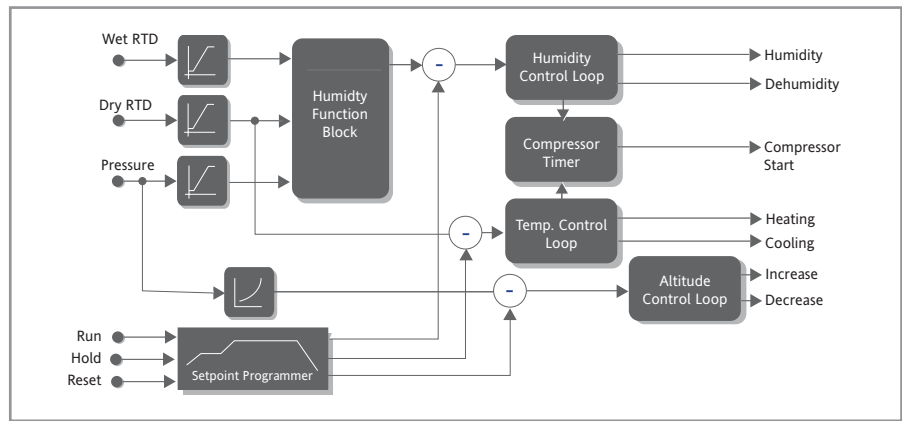 Wet RTD
Dry RTD
Pressure
Humidty
Function
Block
-
Humidity
Control Loop
Humidity
Dehumidity
Compressor
Timer
Compressor
Start
-
Temp. Control
Loop
Heating
Cooling
-
Altitude
Control Loop
Increase
Decrease
Run
Hold
Reset
Setpoint Programmer